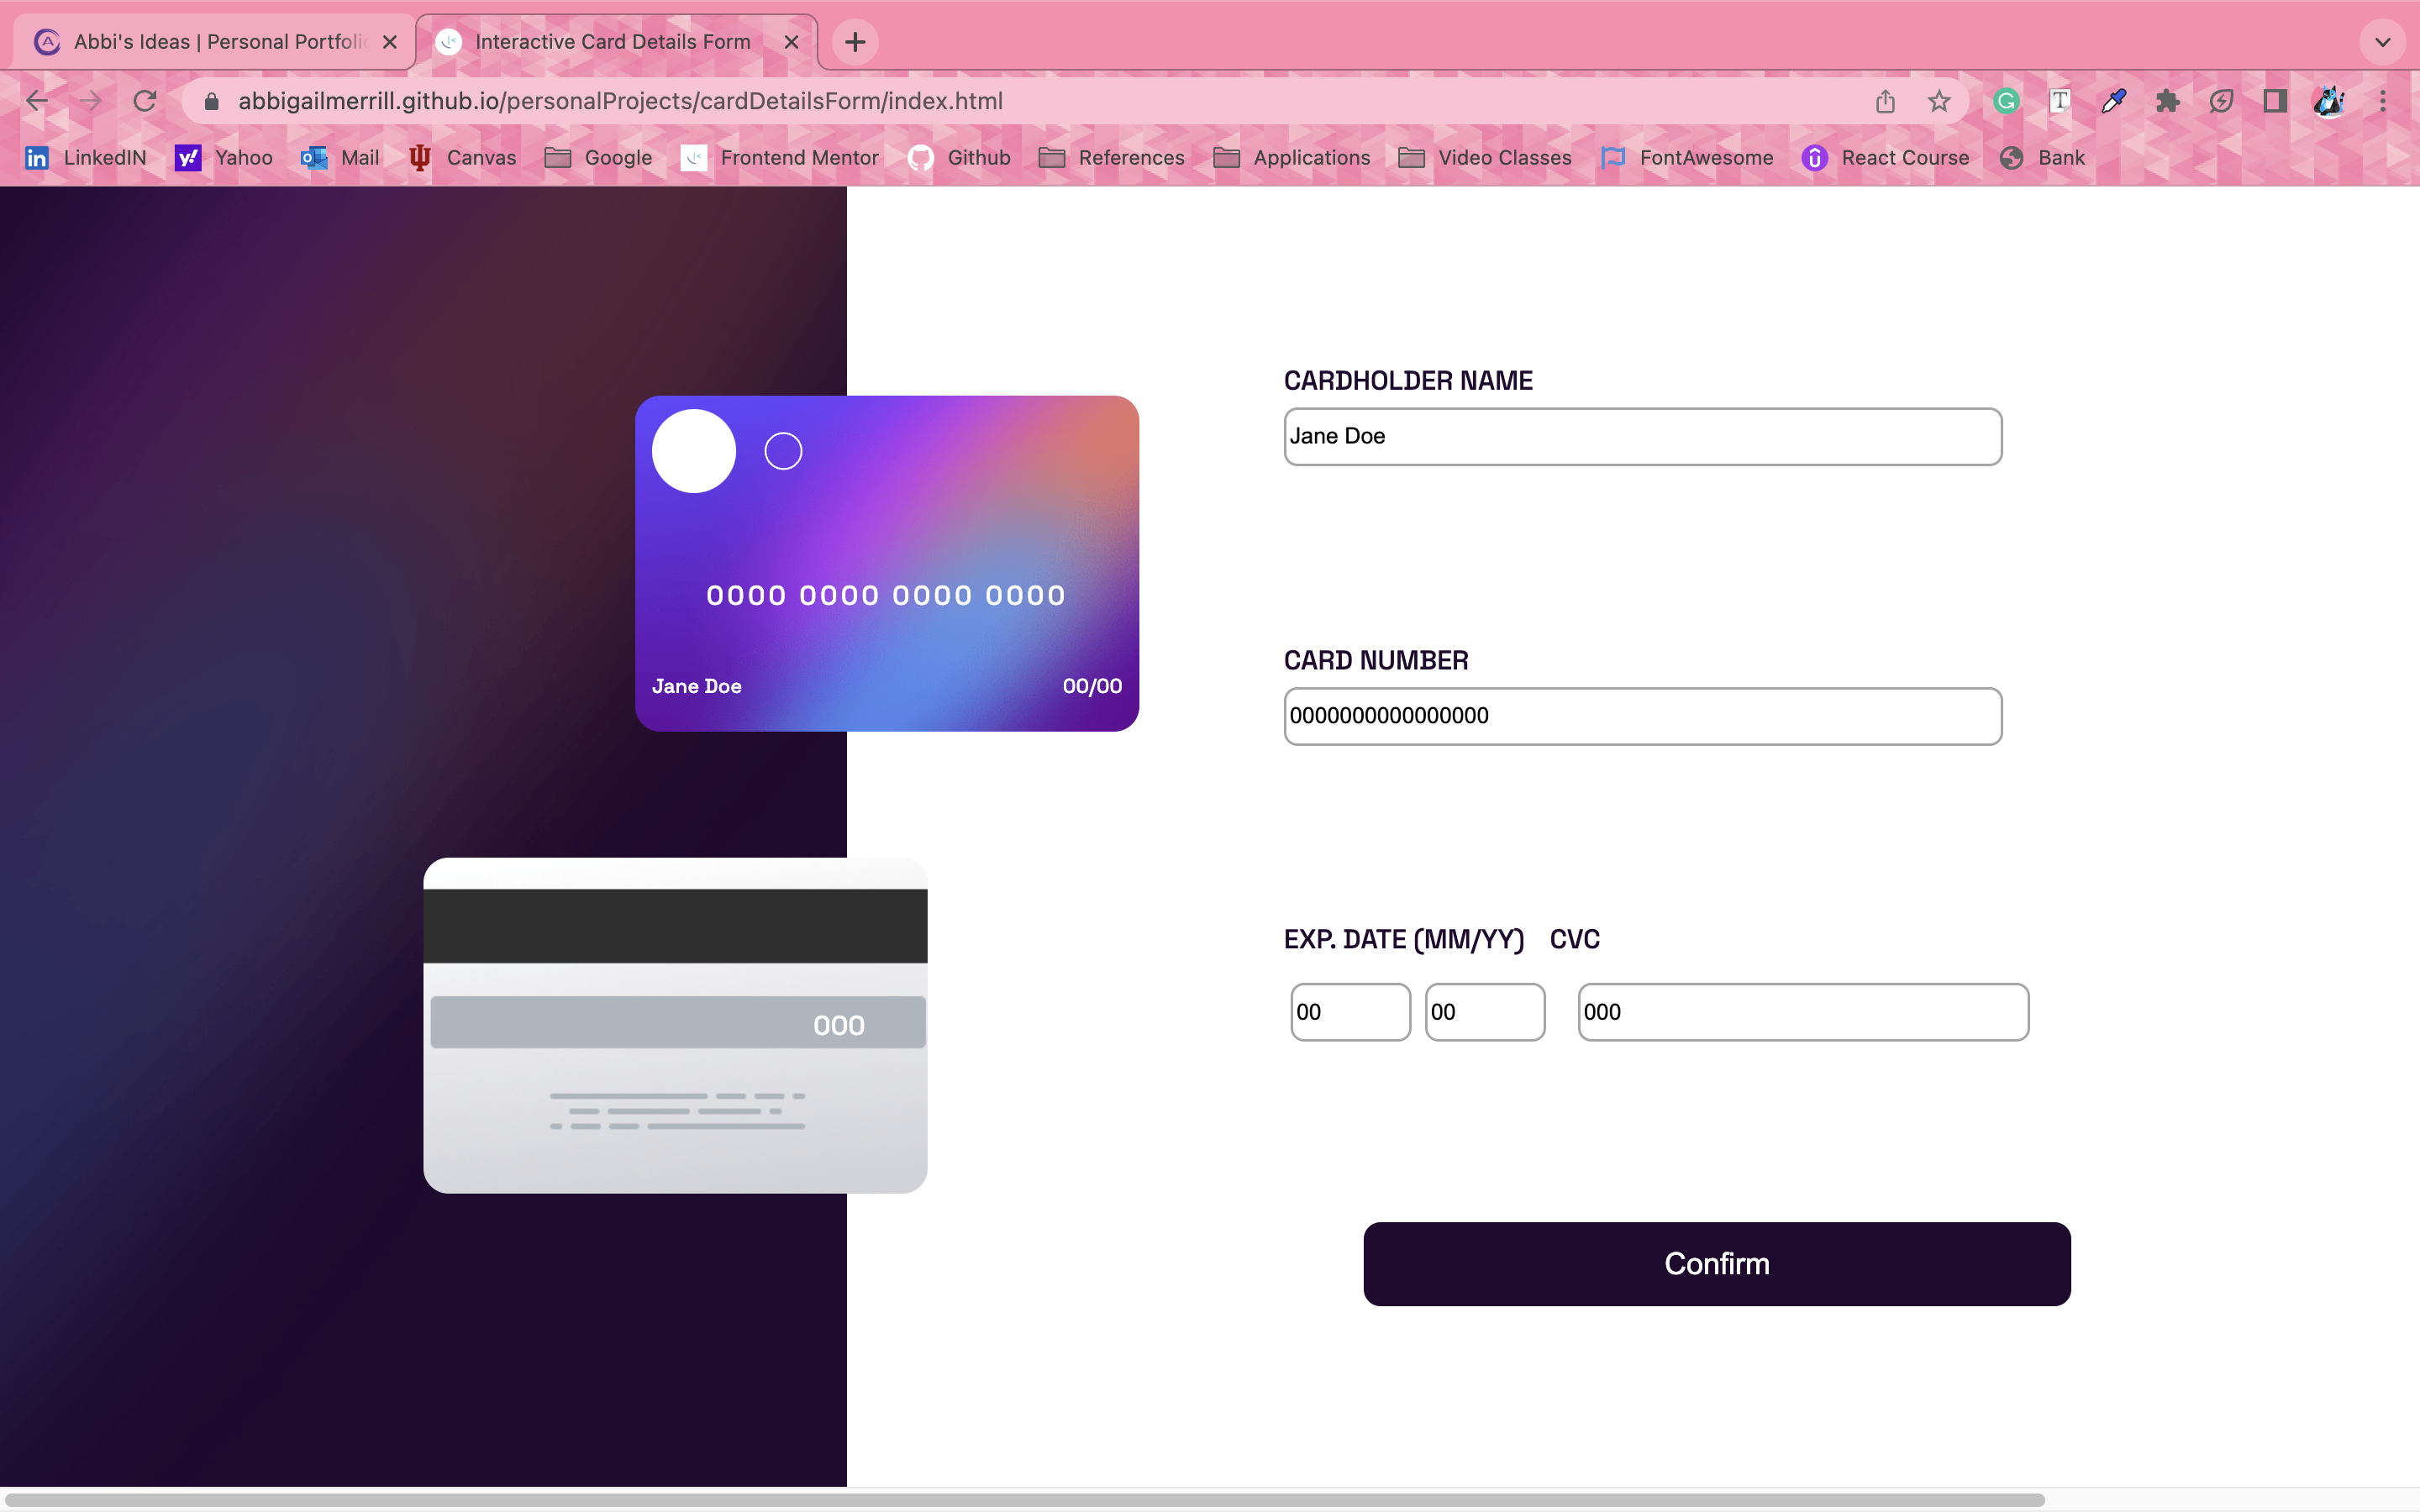 Abbi's Ideas | Personal Portfoli
Interactive Card Details Form
abbigailmerrill.github.io/personalProjects/cardDetailsForm/index.html
LinkedIN Yahoo Mail Canvas Google Frontend Mentor Github References Applications Video Classes FontAwesome React Course Bank
CARDHOLDER NAME
Jane Doe
0000 0000 0000 0000
Jane Doe 00/00
CARD NUMBER
0000000000000000
EXP. DATE (MM/YY) CVC
00 00 000
000
Confirm